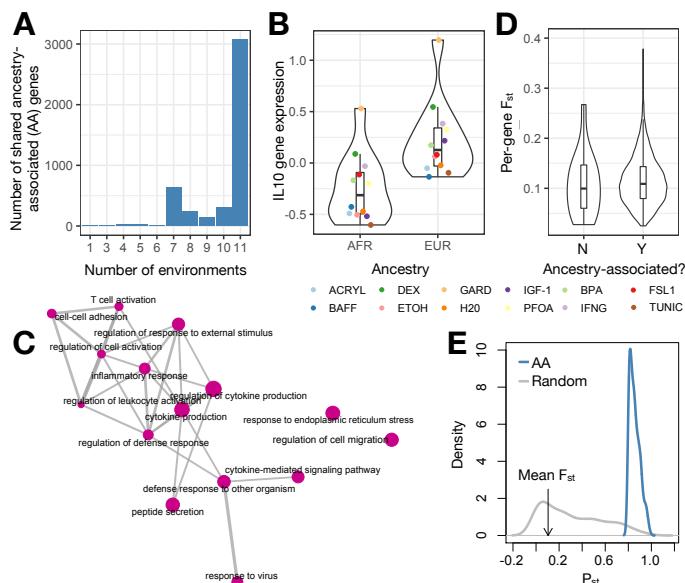 A
Number of shared ancestry-
associated (AA) genes
3000
2000
1000
0
1 3 4 5 6 7 8 9 10 11
Number of environments
B
IL10 gene expression
1.0
0.5
0.0
-0.5
AFR EUR
Ancestry
D
Per-gene Fst
0.4
0.3
0.2
0.1
N Y
Ancestry-associated?
ACRYL DEX GARD IGF-1 BPA FSL1
BAFF ETOH H20 PFOA IFNG TUNIC
C
T cell activation
cell-cell adhesion
regulation of response to external stimulus
regulation of cell activation
inflammatory response
regulation of cytokine production
regulation of leukocyte activation
cytokine production
response to endoplasmic reticulum stress
regulation of defense response
regulation of cell migration
cytokine-mediated signaling pathway
defense response to other organism
peptide secretion
response to virus
E
AA
Random
Density
10
8
6
4
2
0
Mean Fst
-0.2 0.2 0.6 1.0
Pst